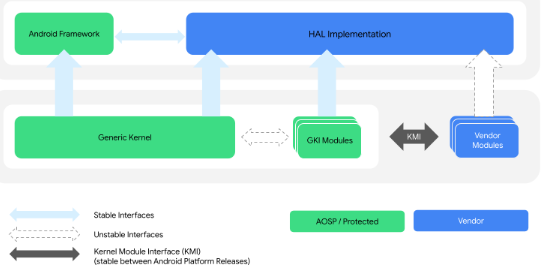 Android Framework
HAL Implementation
Generic Kernel
GKI Modules
KMI
Vendor
Modules
Stable Interfaces
Unstable Interfaces
Kernel Module Interface (KMI)
(stable between Android Platform Releases)
AOSP / Protected
Vendor